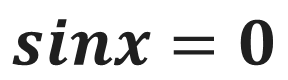 sinx = 0